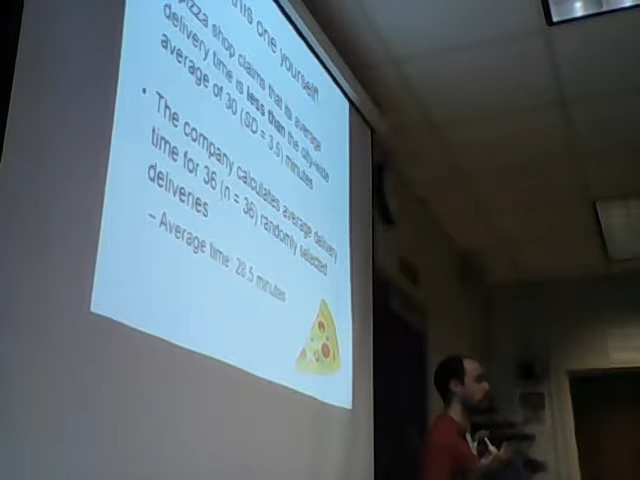 this one yourself!
pizza shop claims that its average
delivery time is less than the city-wide
average of 30 (SD = 3.5) minutes
• The company calculates average delivery
time for 36 (n = 36) randomly selected
deliveries
– Average time: 28.5 minutes